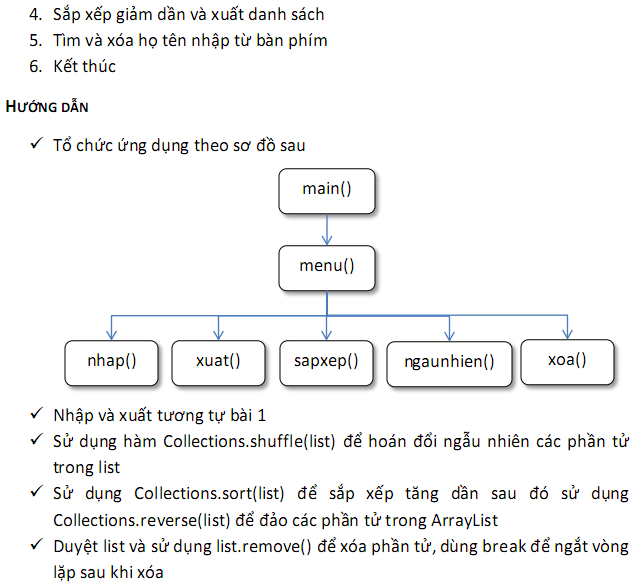 4. Sắp xếp giảm dần và xuất danh sách
5. Tìm và xóa họ tên nhập từ bàn phím
6. Kết thúc
HƯỚNG DẪN
✓ Tổ chức ứng dụng theo sơ đồ sau
main()
menu()
nhap()
xuat()
sapxep()
ngaunhien()
xoa()
✓ Nhập và xuất tương tự bài 1
✓ Sử dụng hàm Collections.shuffle(list) để hoán đổi ngẫu nhiên các phần tử
trong list
✓ Sử dụng Collections.sort(list) để sắp xếp tăng dần sau đó sử dụng
Collections.reverse(list) để đảo các phần tử trong ArrayList
✓ Duyệt list và sử dụng list.remove() để xóa phần tử, dùng break để ngắt vòng
lặp sau khi xóa